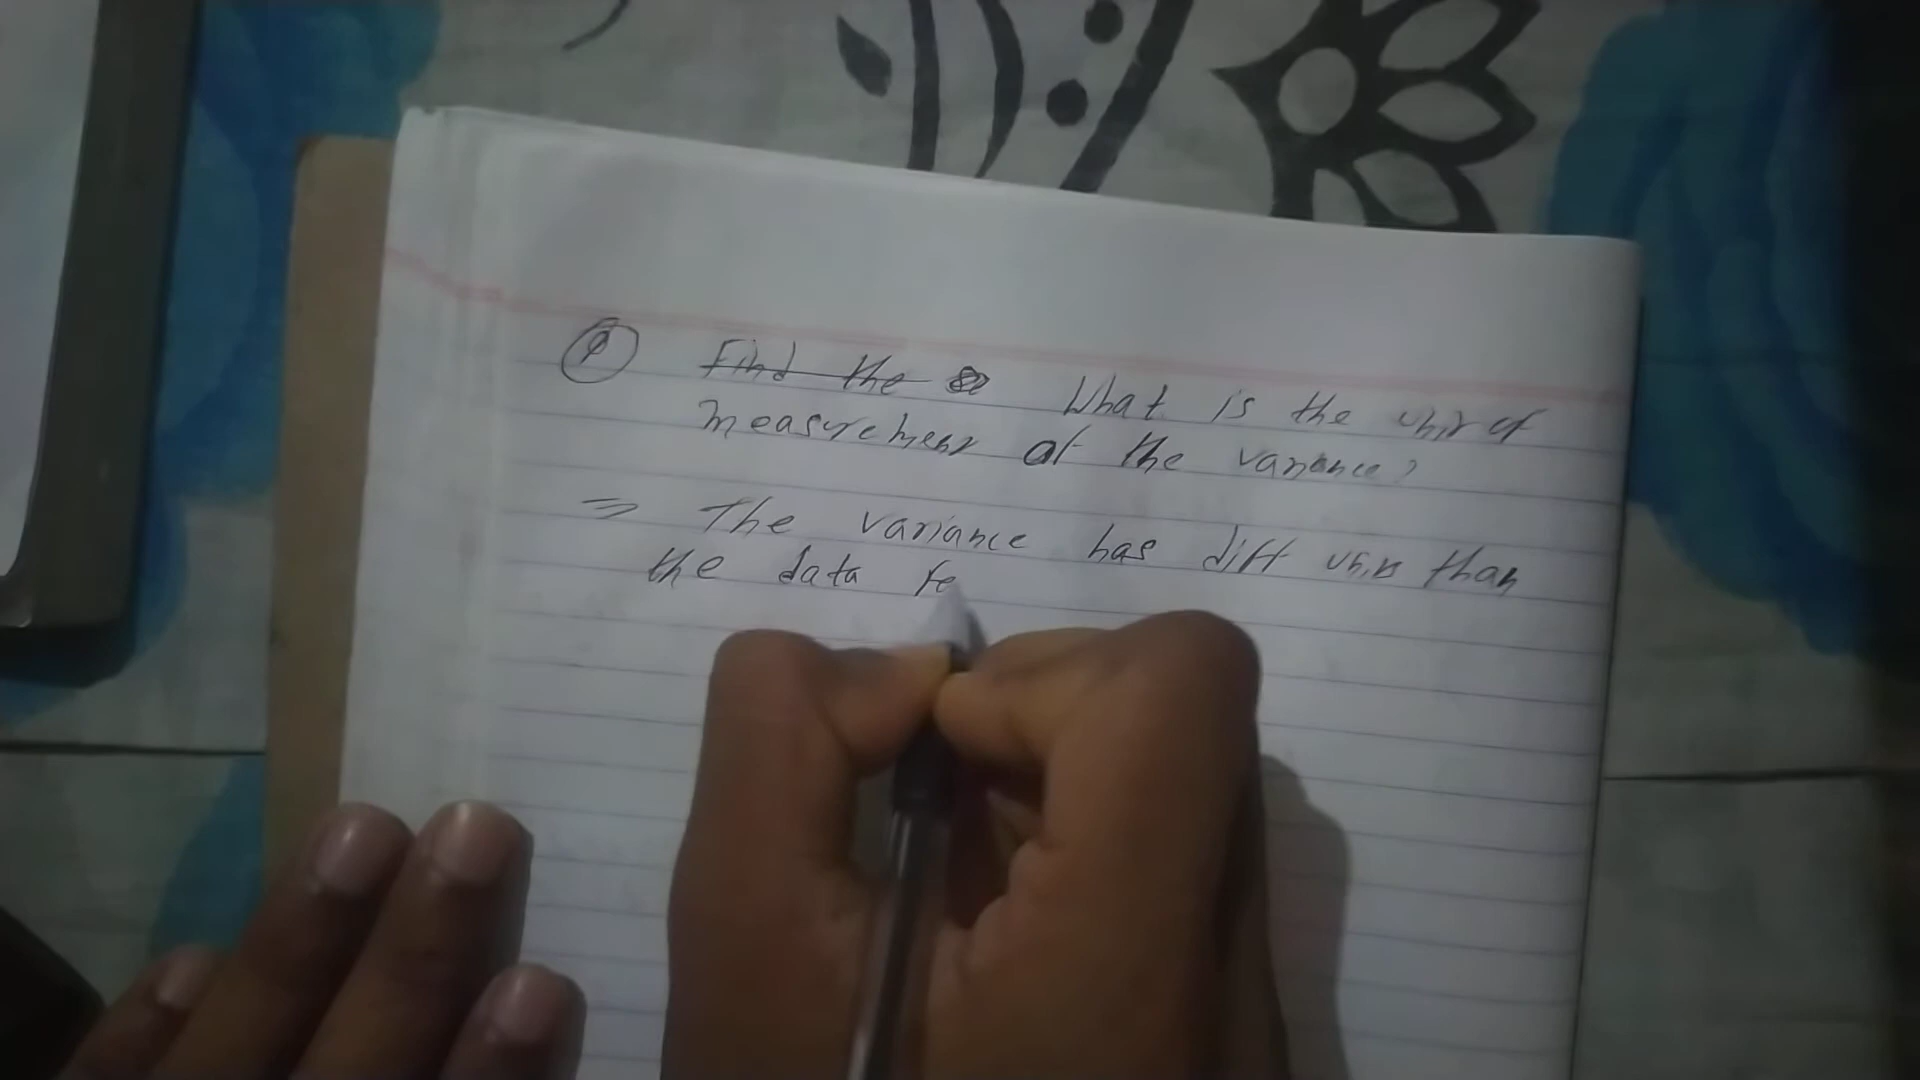 Find the What is the unit of
measurement of the variance?
⇒ The variance has diff units than
the data fe